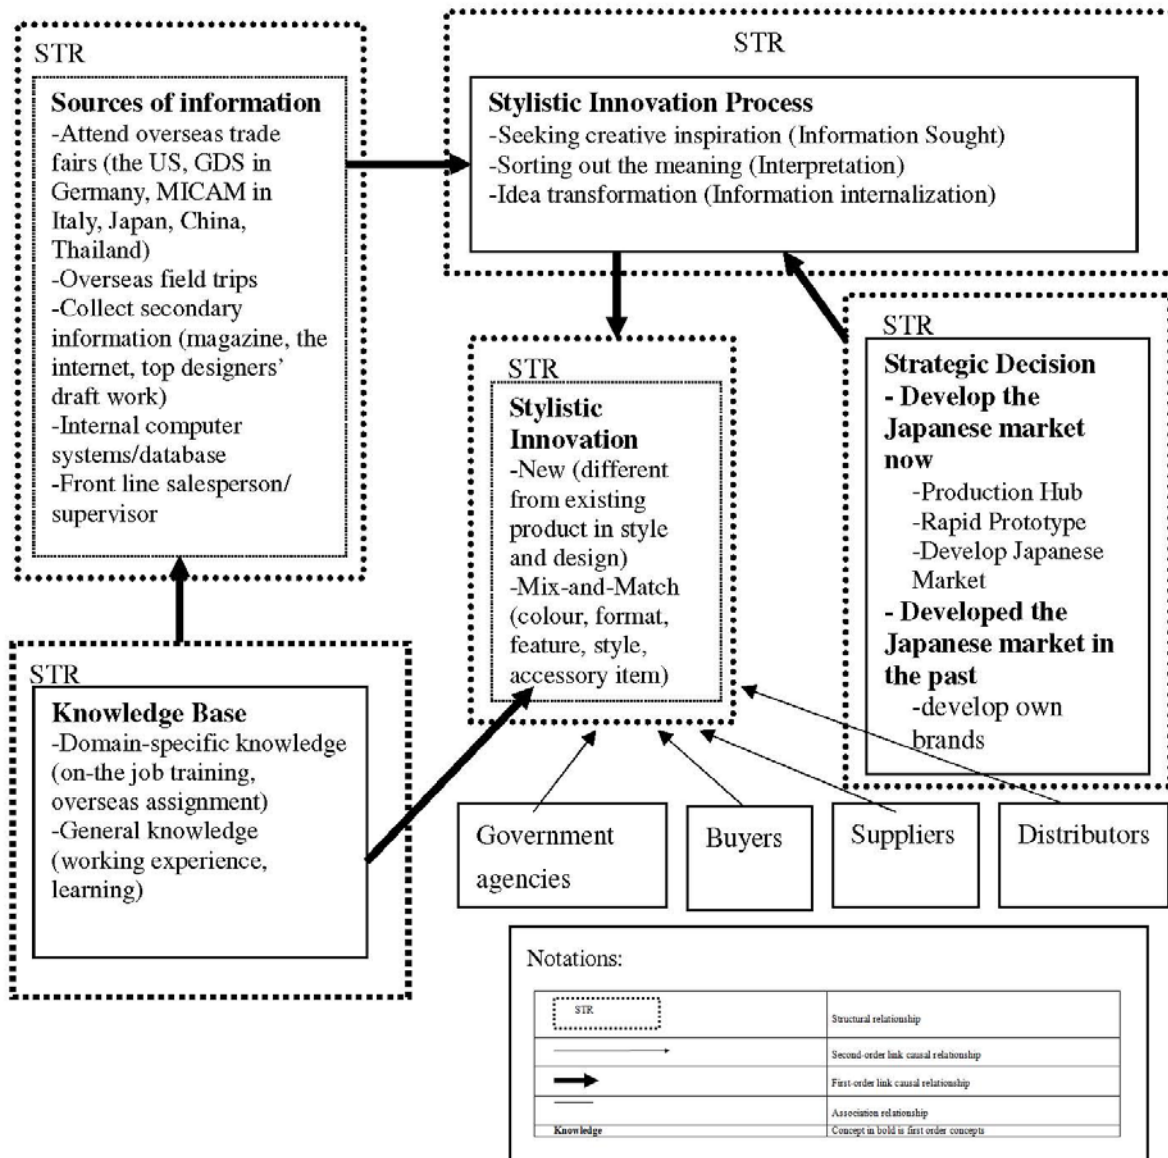 STR
Sources of information
-Attend overseas trade
fairs (the US, GDS in
Germany, MICAM in
Italy, Japan, China,
Thailand)
-Overseas field trips
-Collect secondary
information (magazine, the
internet, top designers'
draft work)
-Internal computer
systems/database
-Front line salesperson/
supervisor
STR
Stylistic Innovation Process
-Seeking creative inspiration (Information Sought)
-Sorting out the meaning (Interpretation)
-Idea transformation (Information internalization)
STR
Stylistic
Innovation
-New (different
from existing
product in style
and design)
-Mix-and-Match
(colour, format,
feature, style,
accessory item)
STR
Strategic Decision
- Develop the
Japanese market
now
-Production Hub
-Rapid Prototype
-Develop Japanese
Market
- Developed the
Japanese market in
the past
-develop own
brands
STR
Knowledge Base
-Domain-specific knowledge
(on-the job training,
overseas assignment)
-General knowledge
(working experience,
learning)
Government
agencies
Buyers
Suppliers
Distributors
Notations:
STR
Structural relationship
Second-order link causal relationship
First-order link causal relationship
Association relationship
Knowledge
Concept in bold is first order concepts